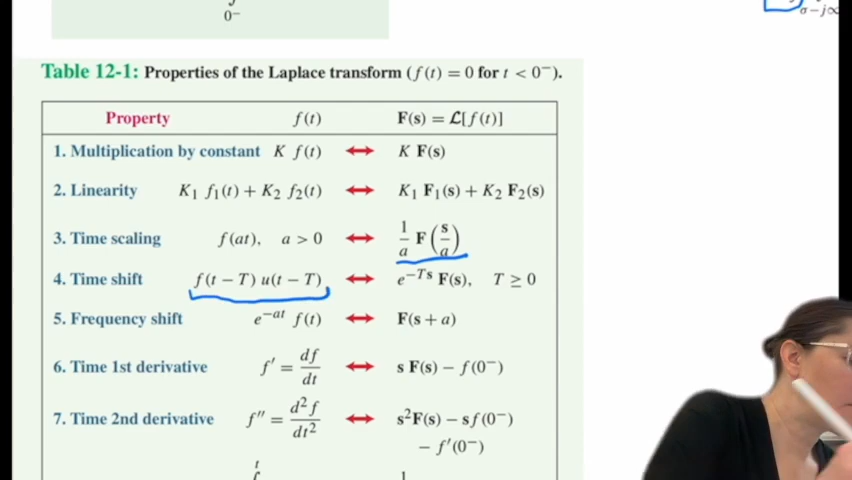 0⁻
σ−j∞
Table 12-1: Properties of the Laplace transform (f(t) = 0 for t < 0⁻).
Property f(t) F(s) = 𝓛[f(t)]
1. Multiplication by constant K f(t) ↔ K F(s)
2. Linearity K₁ f₁(t) + K₂ f₂(t) ↔ K₁ F₁(s) + K₂ F₂(s)
3. Time scaling f(at), a > 0 ↔ 1/a F(s/a)
4. Time shift f(t − T) u(t − T) ↔ e^−Ts F(s), T ≥ 0
5. Frequency shift e^−at f(t) ↔ F(s + a)
6. Time 1st derivative f′ = df/dt ↔ s F(s) − f(0⁻)
7. Time 2nd derivative f″ = d²f/dt² ↔ s²F(s) − sf(0⁻)
− f′(0⁻)
t
1